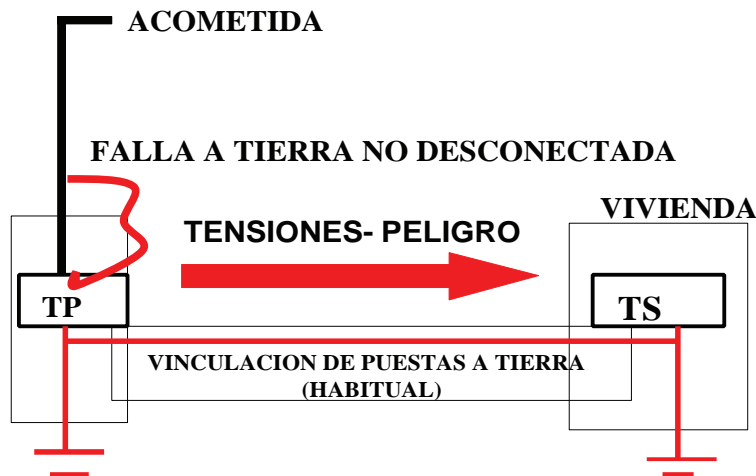 ACOMETIDA
FALLA A TIERRA NO DESCONECTADA
VIVIENDA
TENSIONES- PELIGRO
TP
TS
VINCULACION DE PUESTAS A TIERRA
(HABITUAL)